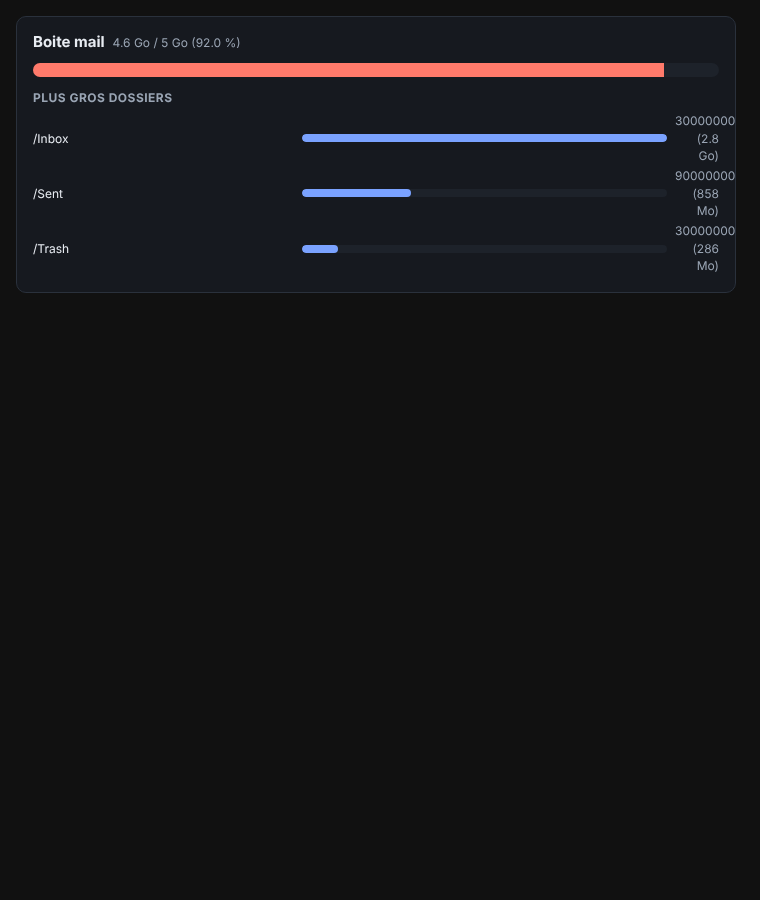 Boite mail 4.6 Go / 5 Go (92.0 %)
PLUS GROS DOSSIERS
/Inbox
30000000
(2.8
Go)
/Sent
90000000
(858
Mo)
/Trash
30000000
(286
Mo)